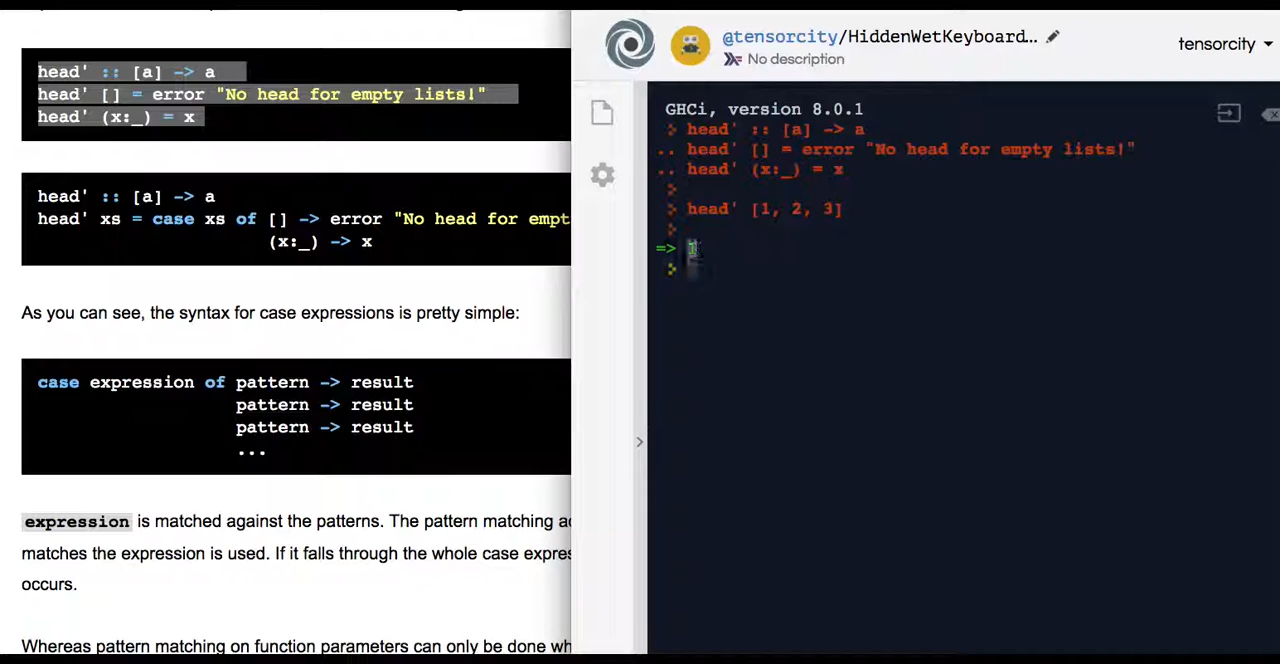 head' :: [a] -> a
head' [] = error "No head for empty lists!"
head' (x:_) = x
head' :: [a] -> a
head' xs = case xs of [] -> error "No head for empt
(x:_) -> x
As you can see, the syntax for case expressions is pretty simple:
case expression of pattern -> result
pattern -> result
pattern -> result
...
expression is matched against the patterns. The pattern matching ac
matches the expression is used. If it falls through the whole case expres
occurs.
Whereas pattern matching on function parameters can only be done wh
@tensorcity/HiddenWetKeyboard...
No description
tensorcity
GHCi, version 8.0.1
head' :: [a] -> a
.. head' [] = error "No head for empty lists!"
.. head' (x:_) = x
head' [1, 2, 3]
=> 1